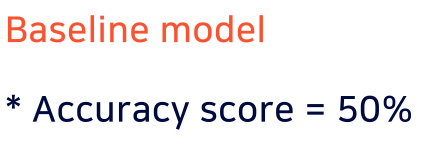 Baseline model
* Accuracy score = 50%